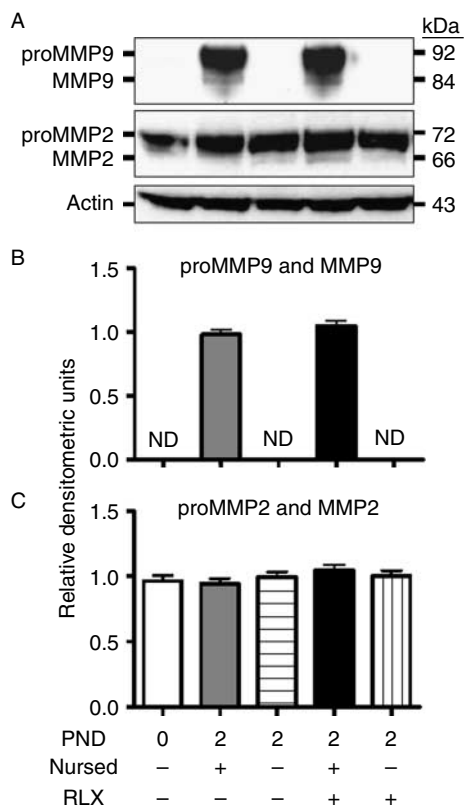 A
kDa
proMMP9 92
MMP9 84
proMMP2 72
MMP2 66
Actin 43
B
proMMP9 and MMP9
1.5
1.0
0.5
0.0
ND ND ND
Relative densitometric units
C
proMMP2 and MMP2
1.5
1.0
0.5
0.0
PND 0 2 2 2 2
Nursed – + – + –
RLX – – – + +